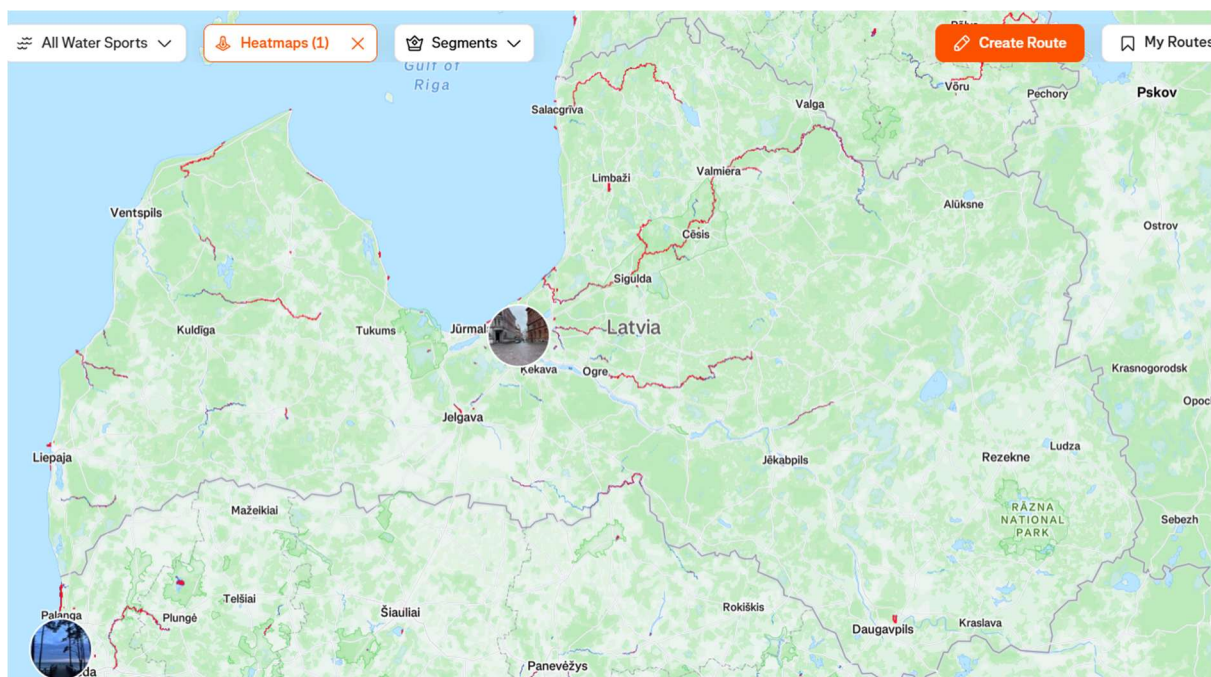 All Water Sports
Heatmaps (1)
Segments
Create Route
My Routes
Gulf of
Riga
Salacgrīva
Valga
Võru
Pechory
Pskov
Limbaži
Valmiera
Ventspils
Alūksne
Cēsis
Ostrov
Sigulda
Kuldīga
Tukums
Jūrmal
Latvia
Ķekava
Ogre
Krasnogorodsk
Opoc
Jelgava
Liepaja
Jēkabpils
Rezekne
Ludza
Mažeikiai
RĀZNA
NATIONAL
PARK
Sebezh
Palanga
Plungė
Telšiai
Šiauliai
Rokiškis
Daugavpils
Kraslava
Panevėžys
da